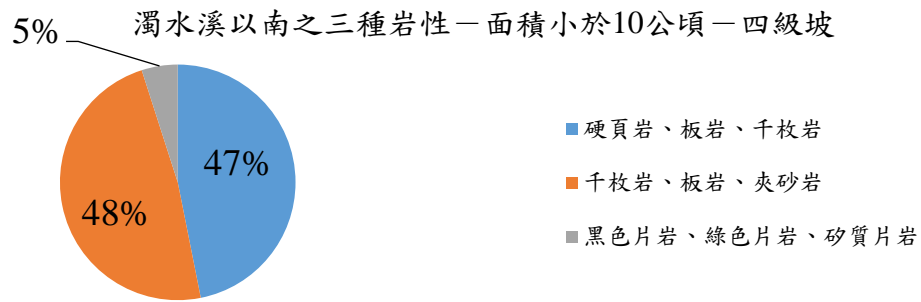 濁水溪以南之三種岩性－面積小於10公頃－四級坡
5%
47%
48%
硬頁岩、板岩、千枚岩
千枚岩、板岩、夾砂岩
黑色片岩、綠色片岩、矽質片岩